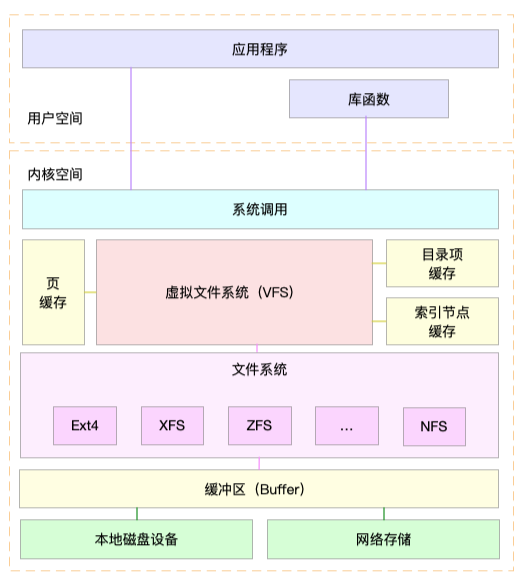 应用程序
库函数
用户空间
内核空间
系统调用
页
缓存
虚拟文件系统（VFS）
目录项
缓存
索引节点
缓存
文件系统
Ext4
XFS
ZFS
...
NFS
缓冲区（Buffer）
本地磁盘设备
网络存储